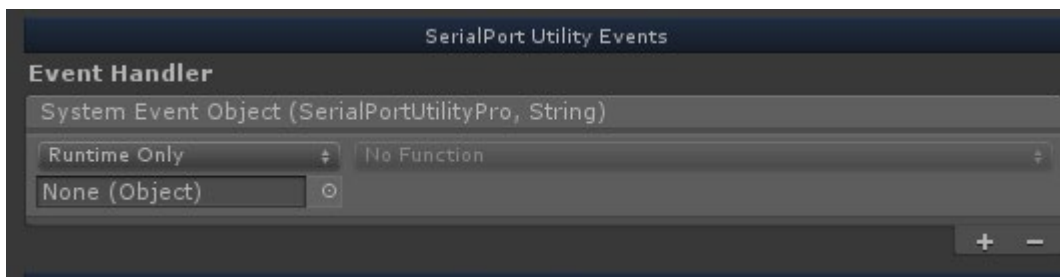 SerialPort Utility Events
Event Handler
System Event Object (SerialPortUtilityPro, String)
Runtime Only No Function
None (Object)
+ −